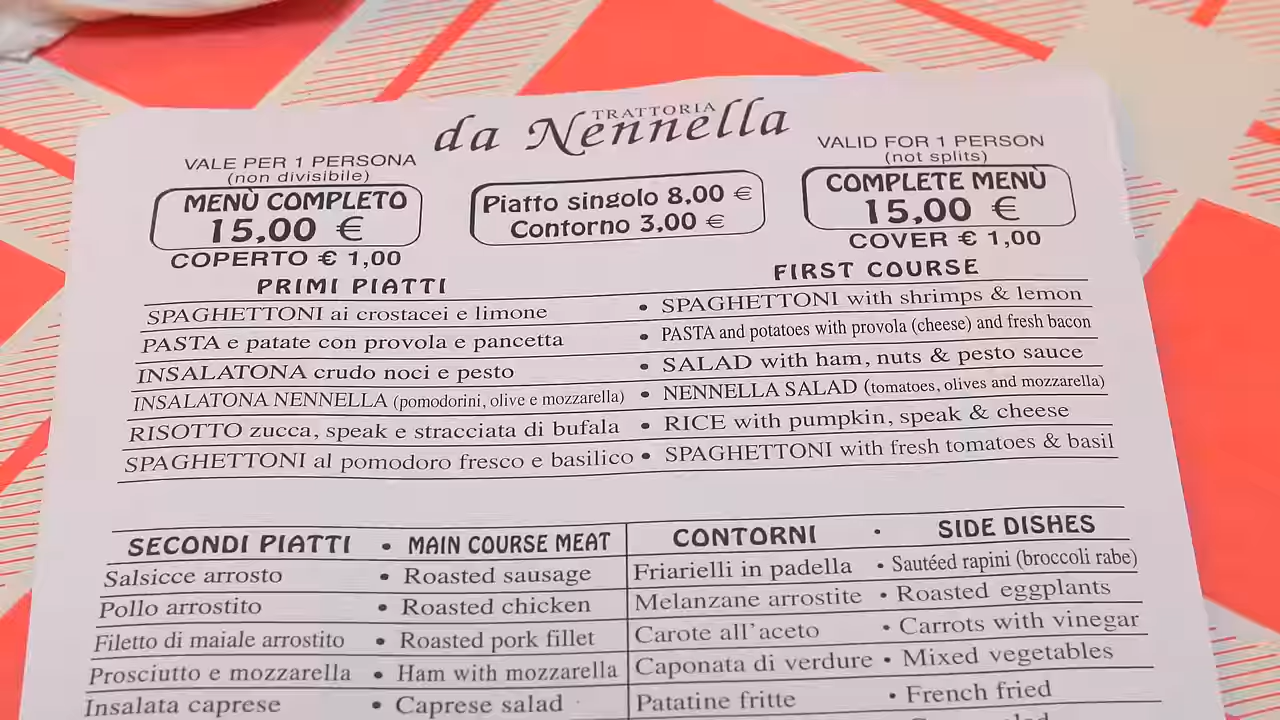 TRATTORIA
da Nennella
VALE PER 1 PERSONA
(non divisibile)
MENÙ COMPLETO
15,00 €
COPERTO € 1,00
Piatto singolo 8,00 €
Contorno 3,00 €
VALID FOR 1 PERSON
(not splits)
COMPLETE MENÙ
15,00 €
COVER € 1,00
PRIMI PIATTI
FIRST COURSE
SPAGHETTONI ai crostacei e limone • SPAGHETTONI with shrimps & lemon
PASTA e patate con provola e pancetta • PASTA and potatoes with provola (cheese) and fresh bacon
INSALATONA crudo noci e pesto • SALAD with ham, nuts & pesto sauce
INSALATONA NENNELLA (pomodorini, olive e mozzarella) • NENNELLA SALAD (tomatoes, olives and mozzarella)
RISOTTO zucca, speak e stracciata di bufala • RICE with pumpkin, speak & cheese
SPAGHETTONI al pomodoro fresco e basilico • SPAGHETTONI with fresh tomatoes & basil
SECONDI PIATTI • MAIN COURSE MEAT
Salsicce arrosto • Roasted sausage
Pollo arrostito • Roasted chicken
Filetto di maiale arrostito • Roasted pork fillet
Prosciutto e mozzarella • Ham with mozzarella
Insalata caprese • Caprese salad
CONTORNI • SIDE DISHES
Friarielli in padella • Sautéed rapini (broccoli rabe)
Melanzane arrostite • Roasted eggplants
Carote all'aceto • Carrots with vinegar
Caponata di verdure • Mixed vegetables
Patatine fritte • French fried